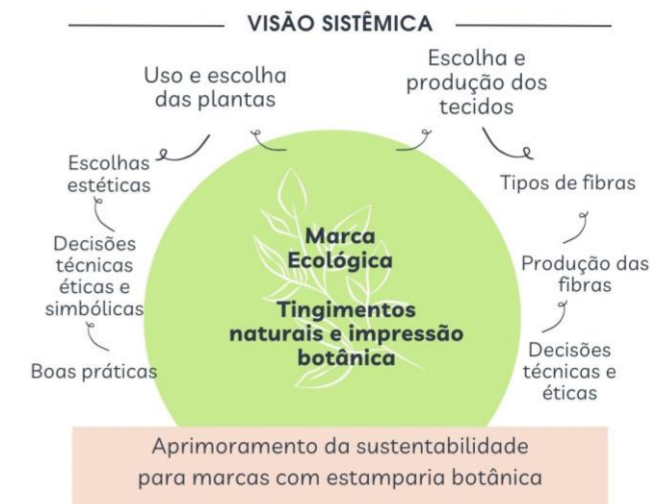 VISÃO SISTÊMICA
Uso e escolha
das plantas
Escolha e
produção dos
tecidos
Escolhas
estéticas
Tipos de fibras
Decisões
técnicas
éticas e
simbólicas
Produção das
fibras
Boas práticas
Decisões
técnicas e
éticas
Marca
Ecológica
Tingimentos
naturais e impressão
botânica
Aprimoramento da sustentabilidade
para marcas com estamparia botânica